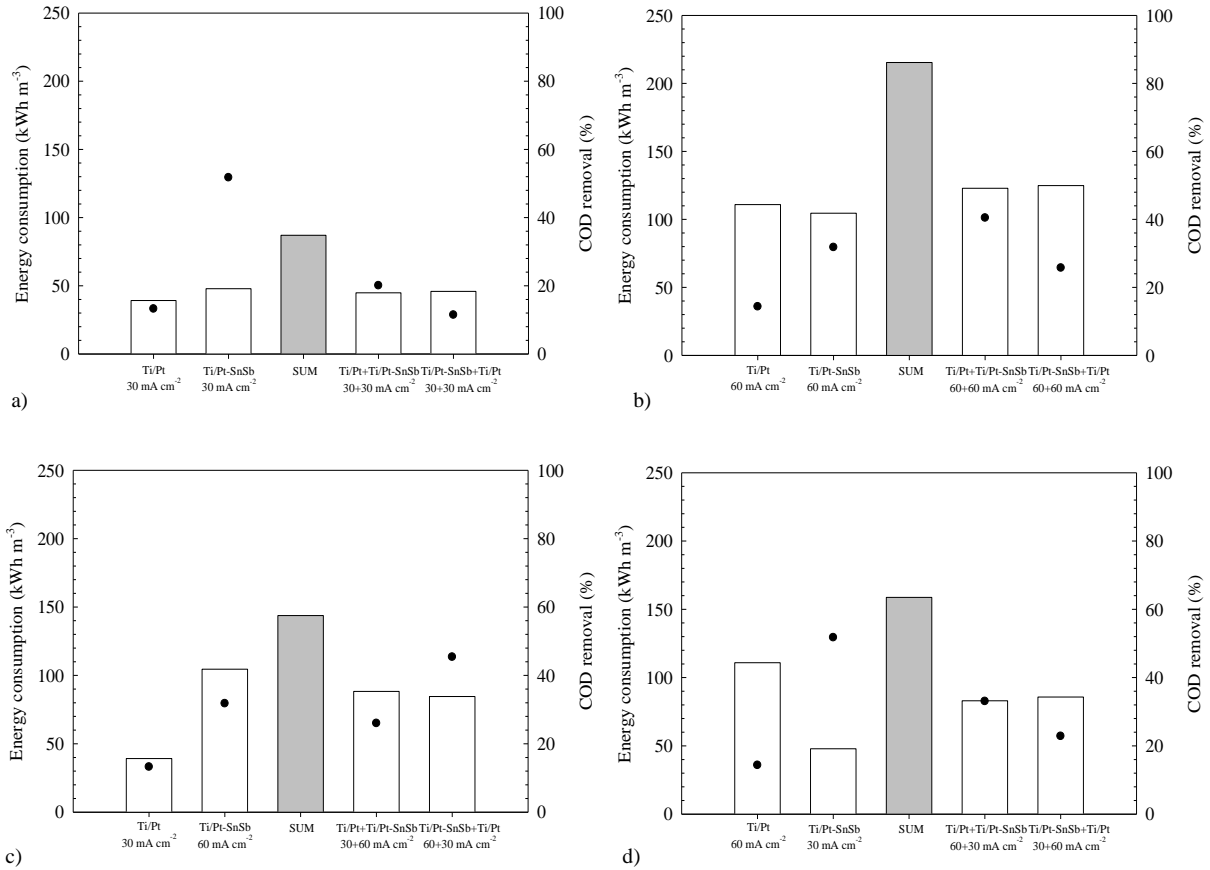 250
200
150
100
50
0
Energy consumption (kWh m⁻³)
100
80
60
40
20
0
COD removal (%)
Ti/Pt
30 mA cm⁻²
Ti/Pt-SnSb
30 mA cm⁻²
SUM
Ti/Pt+Ti/Pt-SnSb
30+30 mA cm⁻²
Ti/Pt-SnSb+Ti/Pt
30+30 mA cm⁻²
a)
250
200
150
100
50
0
Energy consumption (kWh m⁻³)
100
80
60
40
20
0
COD removal (%)
Ti/Pt
60 mA cm⁻²
Ti/Pt-SnSb
60 mA cm⁻²
SUM
Ti/Pt+Ti/Pt-SnSb
60+60 mA cm⁻²
Ti/Pt-SnSb+Ti/Pt
60+60 mA cm⁻²
b)
250
200
150
100
50
0
Energy consumption (kWh m⁻³)
100
80
60
40
20
0
COD removal (%)
Ti/Pt
30 mA cm⁻²
Ti/Pt-SnSb
60 mA cm⁻²
SUM
Ti/Pt+Ti/Pt-SnSb
30+60 mA cm⁻²
Ti/Pt-SnSb+Ti/Pt
60+30 mA cm⁻²
c)
250
200
150
100
50
0
Energy consumption (kWh m⁻³)
100
80
60
40
20
0
COD removal (%)
Ti/Pt
60 mA cm⁻²
Ti/Pt-SnSb
30 mA cm⁻²
SUM
Ti/Pt+Ti/Pt-SnSb
60+30 mA cm⁻²
Ti/Pt-SnSb+Ti/Pt
30+60 mA cm⁻²
d)